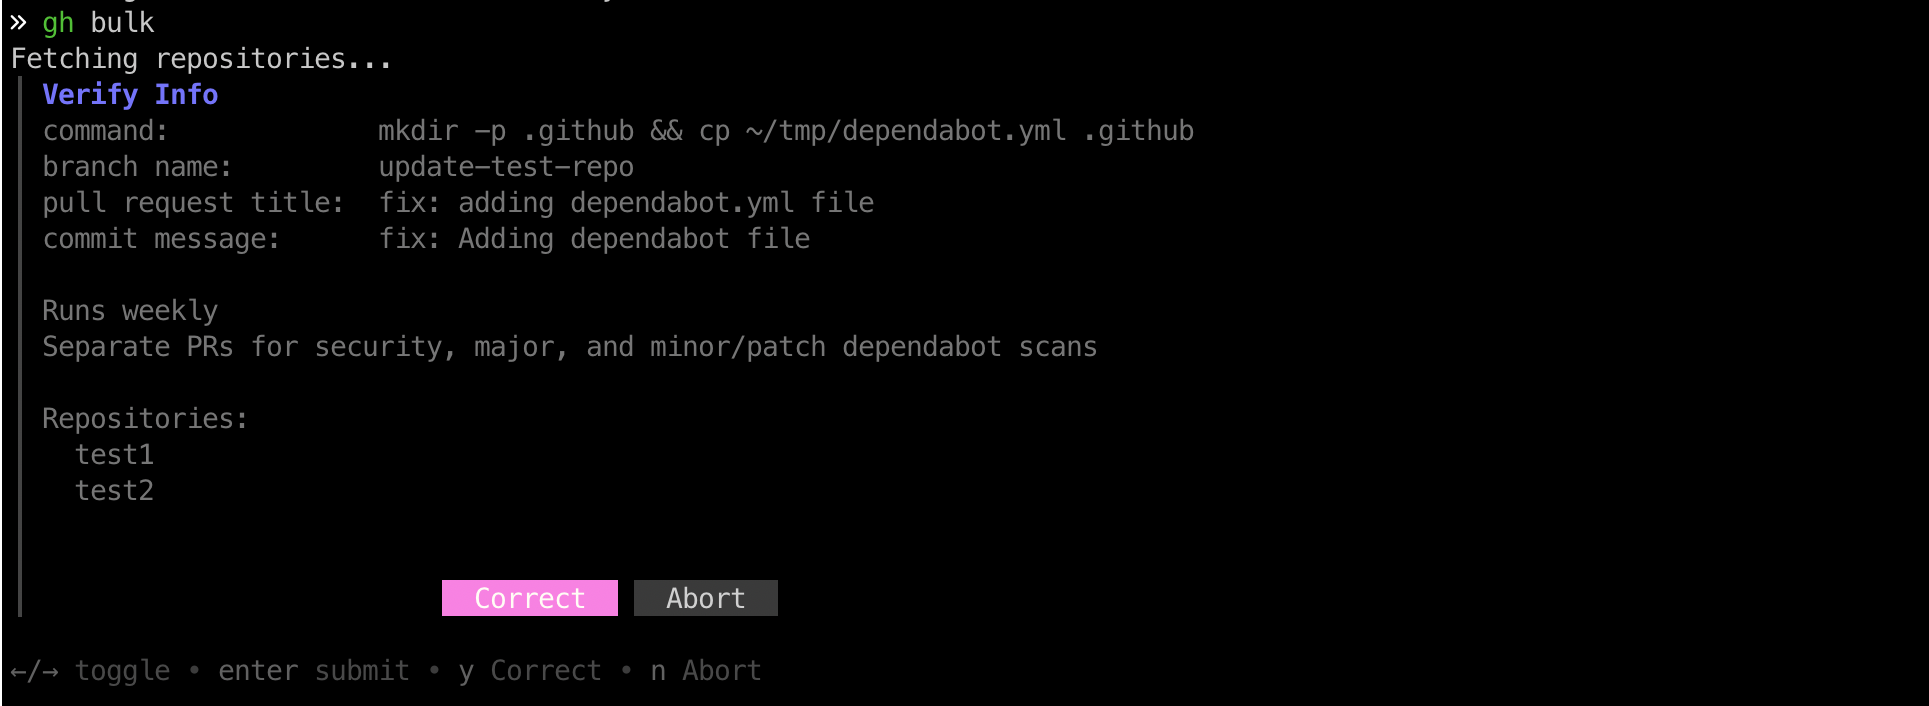 » gh bulk
Fetching repositories...
Verify Info
command: mkdir -p .github && cp ~/tmp/dependabot.yml .github
branch name: update-test-repo
pull request title: fix: adding dependabot.yml file
commit message: fix: Adding dependabot file
Runs weekly
Separate PRs for security, major, and minor/patch dependabot scans
Repositories:
test1
test2
Correct Abort
←/→ toggle • enter submit • y Correct • n Abort